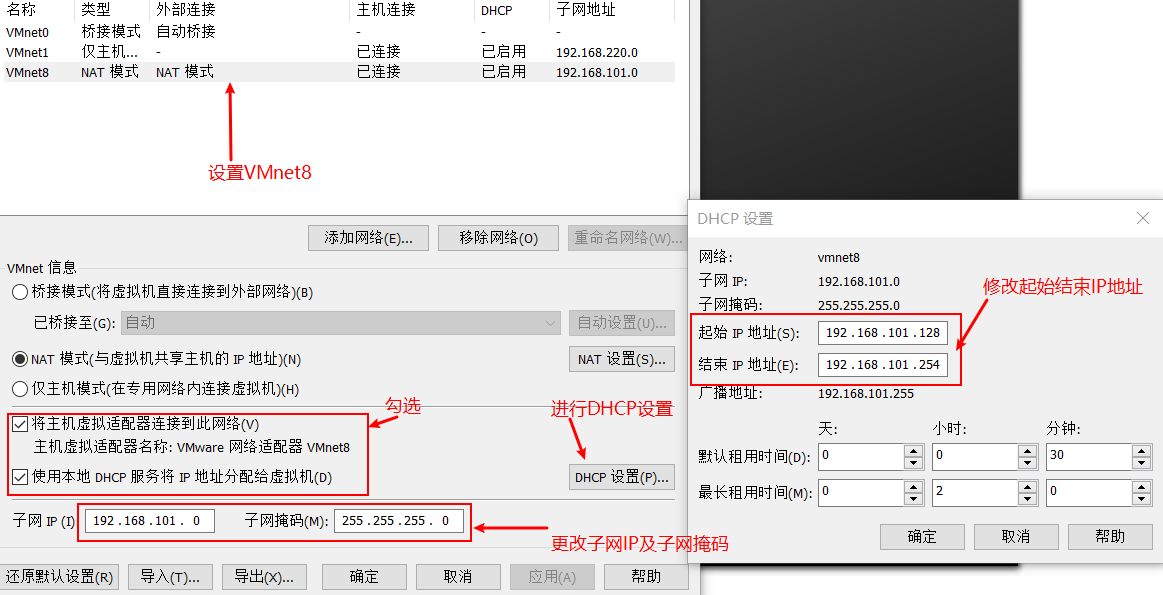 名称 类型 外部连接 主机连接 DHCP 子网地址
VMnet0 桥接模式 自动桥接 - - -
VMnet1 仅主机... - 已连接 已启用 192.168.220.0
VMnet8 NAT 模式 NAT 模式 已连接 已启用 192.168.101.0
设置VMnet8
添加网络(E)... 移除网络(O) 重命名网络(W)...
VMnet 信息
桥接模式(将虚拟机直接连接到外部网络)(B)
已桥接至(G): 自动 自动设置(U)...
NAT 模式(与虚拟机共享主机的 IP 地址)(N) NAT 设置(S)...
仅主机模式(在专用网络内连接虚拟机)(H)
勾选
进行DHCP设置
将主机虚拟适配器连接到此网络(V)
主机虚拟适配器名称: VMware 网络适配器 VMnet8
使用本地 DHCP 服务将 IP 地址分配给虚拟机(D) DHCP 设置(P)...
子网 IP (I): 192.168.101. 0 子网掩码(M): 255.255.255. 0
更改子网IP及子网掩码
还原默认设置(R) 导入(T)... 导出(X)... 确定 取消 应用(A) 帮助
DHCP 设置
网络: vmnet8
子网 IP: 192.168.101.0
子网掩码: 255.255.255.0
修改起始结束IP地址
起始 IP 地址(S): 192.168.101.128
结束 IP 地址(E): 192.168.101.254
广播地址: 192.168.101.255
天: 小时: 分钟:
默认租用时间(D): 0 0 30
最长租用时间(M): 0 2 0
确定 取消 帮助